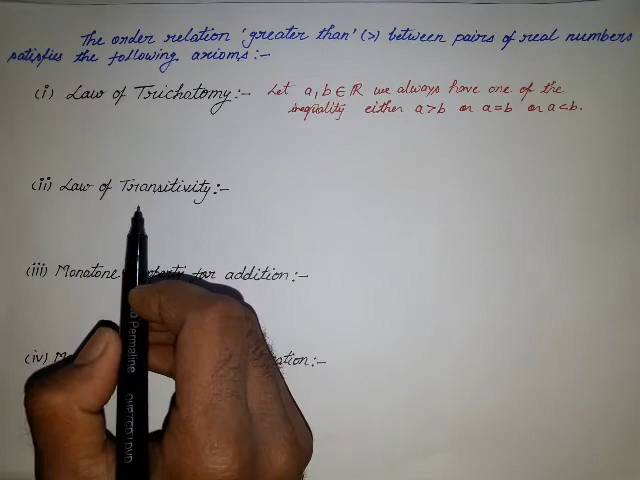 The order relation 'greater than' (>) between pairs of real numbers
satisfies the following axioms:-
(i) Law of Trichotomy:- Let a, b ∈ ℝ we always have one of the
inequality either a>b or a=b or a<b.
(ii) Law of Transitivity:-
(iii) Monotone for addition:-
(iv)
Permaline